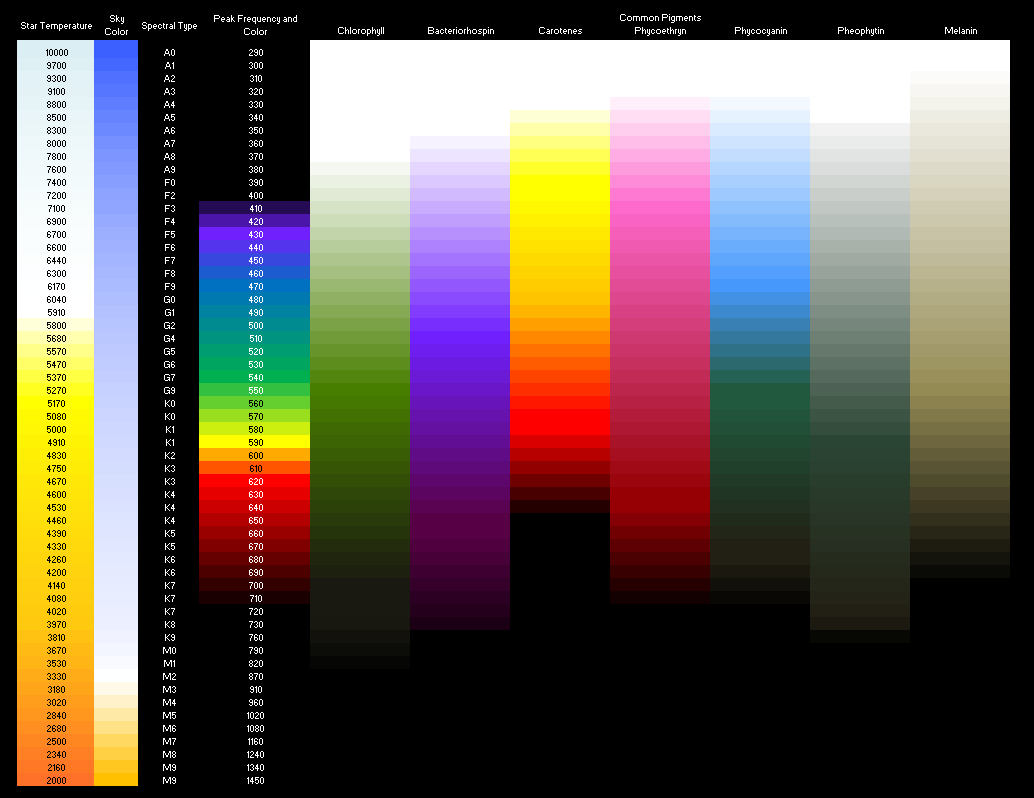 Star Temperature Sky Color Spectral Type Peak Frequency and Color Common Pigments
Chlorophyll Bacteriorhospin Carotenes Phycoethryn Phycocyanin Pheophytin Melanin
10000 A0 290
9700 A1 300
9300 A2 310
9100 A3 320
8800 A4 330
8500 A5 340
8300 A6 350
8000 A7 360
7800 A8 370
7600 A9 380
7400 F0 390
7200 F2 400
7100 F3 410
6900 F4 420
6700 F5 430
6600 F6 440
6440 F7 450
6300 F8 460
6170 F9 470
6040 G0 480
5910 G1 490
5800 G2 500
5680 G4 510
5570 G5 520
5470 G6 530
5370 G7 540
5270 G9 550
5170 K0 560
5080 K0 570
5000 K1 580
4910 K1 590
4830 K2 600
4750 K3 610
4670 K3 620
4600 K4 630
4530 K4 640
4460 K4 650
4390 K5 660
4330 K5 670
4260 K6 680
4200 K6 690
4140 K7 700
4080 K7 710
4020 K7 720
3970 K8 730
3810 K9 760
3670 M0 790
3530 M1 820
3330 M2 870
3180 M3 910
3020 M4 960
2840 M5 1020
2680 M6 1080
2500 M7 1160
2340 M8 1240
2160 M9 1340
2000 M9 1450